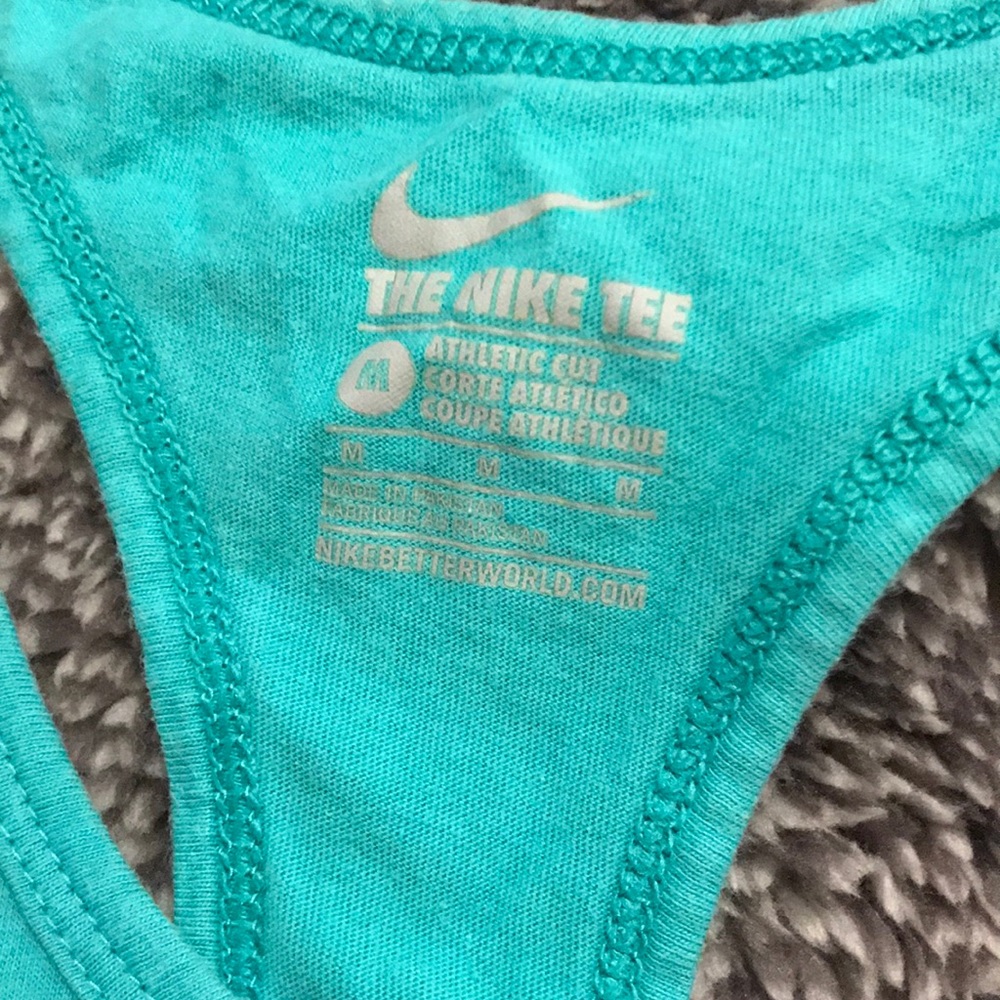 THE NIKE TEE
M
ATHLETIC CUT
CORTE ATLÉTICO
COUPE ATHLÉTIQUE
M M M
MADE IN PAKISTAN
FABRIQUÉ AU PAKISTAN
NIKEBETTERWORLD.COM